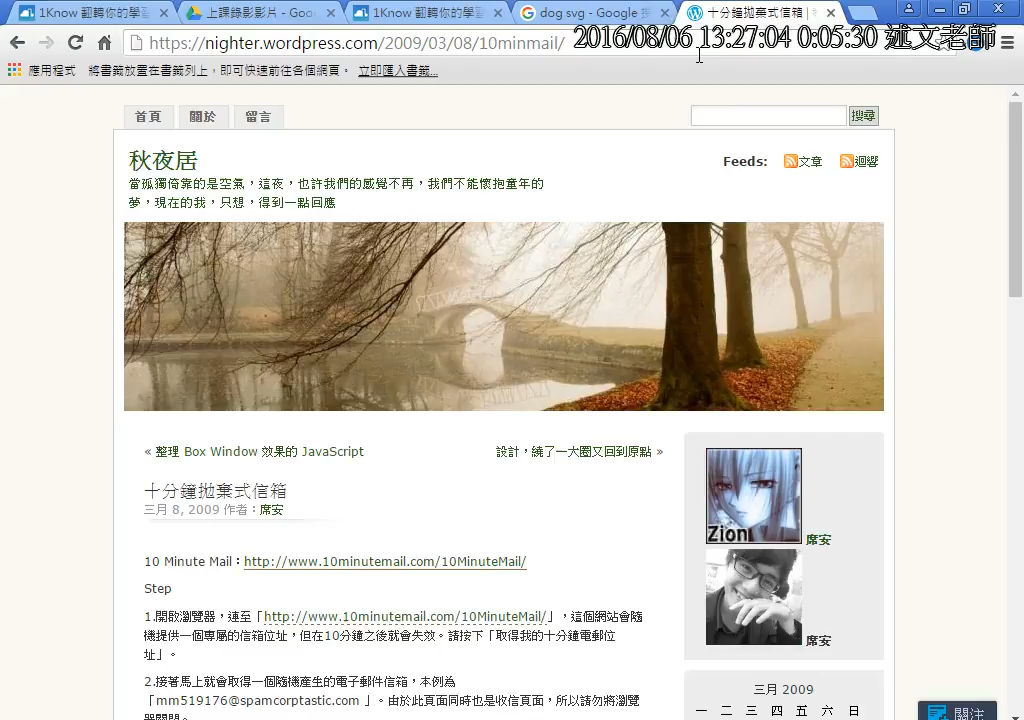 1Know 翻轉你的學習
上課錄影影片 - Goo
1Know 翻轉你的學習
dog svg - Google 搜
十分鐘拋棄式信箱 |
https://nighter.wordpress.com/2009/03/08/10minmail/
2016/08/06 13:27:04 0:05:30 述文老師
應用程式 將書籤放置在書籤列上，即可快速前往各個網頁。 立即匯入書籤...
首頁 關於 留言
搜尋
秋夜居
Feeds: 文章 迴響
當孤獨倚靠的是空氣，這夜，也許我們的感覺不再，我們不能懷抱童年的
夢，現在的我，只想，得到一點回應
« 整理 Box Window 效果的 JavaScript
設計，繞了一大圈又回到原點 »
十分鐘拋棄式信箱
三月 8, 2009 作者：席安
Zion 席安
席安
10 Minute Mail：http://www.10minutemail.com/10MinuteMail/
Step
1.開啟瀏覽器，連至「http://www.10minutemail.com/10MinuteMail/」，這個網站會隨
機提供一個專屬的信箱位址，但在10分鐘之後就會失效。請按下「取得我的十分鐘電郵位
址」。
2.接著馬上就會取得一個隨機產生的電子郵件信箱，本例為
「mm519176@spamcorptastic.com 」。由於此頁面同時也是收信頁面，所以請勿將瀏覽
器關閉。
三月 2009
一 二 三 四 五 六 日
關注